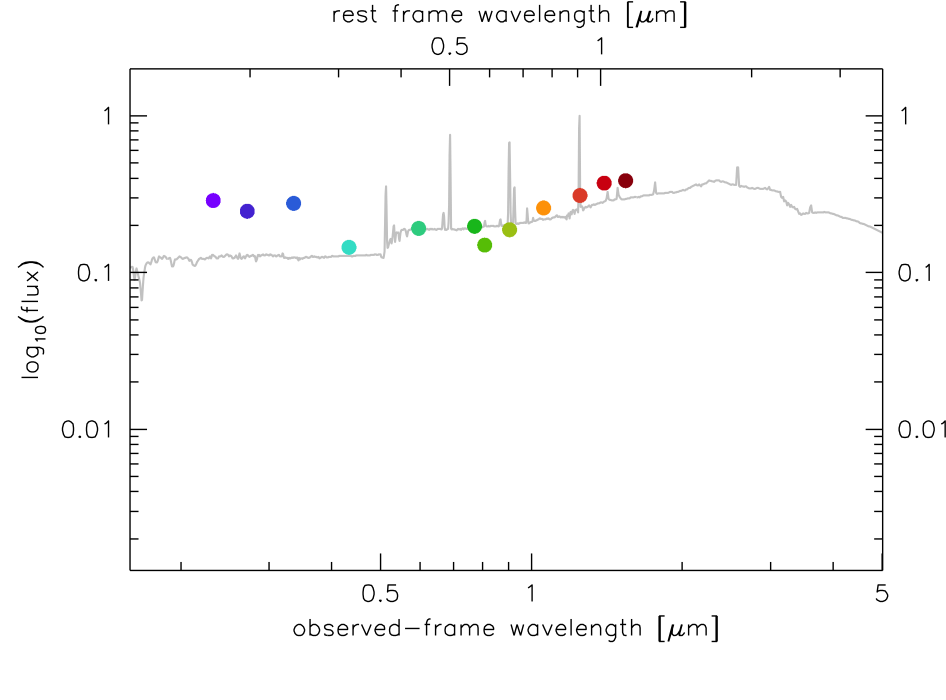 rest frame wavelength [μm]
0.5 1
1 1
0.1 0.1
0.01 0.01
log₁₀(flux)
0.5 1 5
observed-frame wavelength [μm]